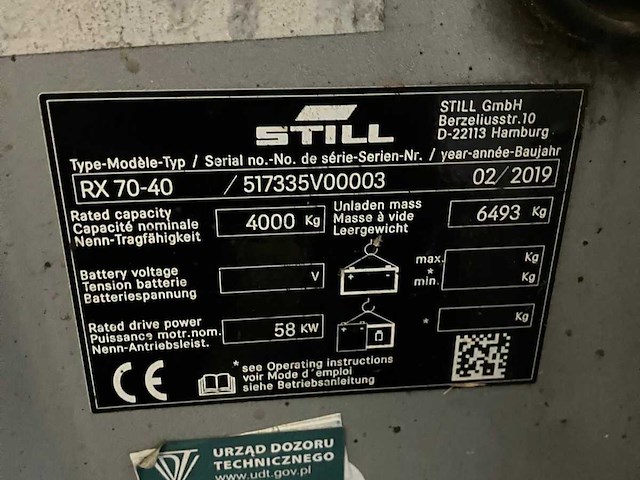 STILL
STILL GmbH
Berzeliusstr.10
D-22113 Hamburg
Type-Modèle-Typ / Serial no.-No. de série-Serien-Nr. / year-année-Baujahr
RX 70-40 / 517335V00003 02/2019
Rated capacity
Capacité nominale
Nenn-Tragfähigkeit
4000 Kg
Unladen mass
Masse à vide
Leergewicht
6493 Kg
Battery voltage
Tension batterie
Batteriespannung
V
max.
*
min.
Kg
Kg
Rated drive power
Puissance motr.nom.
Nenn-Antriebsleist.
58 KW
* Kg
CE
* see Operating instructions
voir Mode d'emploi
siehe Betriebsanleitung
UDT
URZĄD DOZORU
TECHNICZNEGO
www.udt.gov.pl